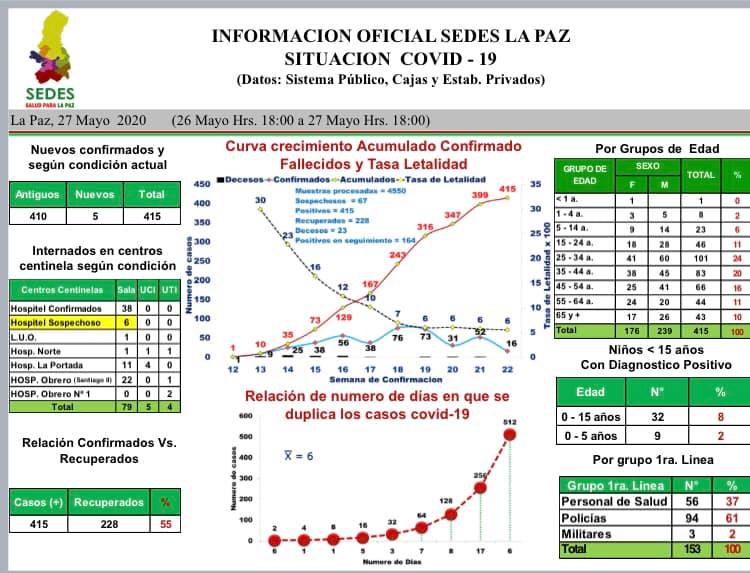 SEDES
SALUD PARA LA PAZ
INFORMACION OFICIAL SEDES LA PAZ
SITUACION COVID - 19
(Datos: Sistema Público, Cajas y Estab. Privados)
La Paz, 27 Mayo 2020 (26 Mayo Hrs. 18:00 a 27 Mayo Hrs. 18:00)
Nuevos confirmados y
según condición actual
Antiguos Nuevos Total
410 5 415
Internados en centros
centinela según condición
Centros Centinelas Sala UCI UTI
Hospitel Confirmados 38 0 0
Hospitel Sospechoso 6 0 0
L.U.O. 1 0 0
Hosp. Norte 1 1 1
Hosp. La Portada 11 4 0
HOSP. Obrero (Santiago II) 22 0 1
HOSP. Obrero Nº 1 0 0 2
Total 79 5 4
Relación Confirmados Vs.
Recuperados
Casos (+) Recuperados %
415 228 55
Curva crecimiento Acumulado Confirmado
Fallecidos y Tasa Letalidad
Decesos Confirmados Acumulados Tasa de Letalidad
Muestras procesadas = 4550
Sospechosos = 67
Positivos = 415
Recuperados = 228
Decesos = 23
Positivos en seguimiento = 164
Numero de casos
450
400
350
300
250
200
150
100
50
0
1 10 35 73 129 167 243 316 347 399 415
30 23 16 12 10 7 6 6 6 6
9 25 38 56 38 76 73 31 52 16
35
30
25
20
15
10
5
0
Tasa de Letalidad x 100
12 13 14 15 16 17 18 19 20 21 22
Semana de Confirmacion
Relación de numero de días en que se
duplica los casos covid-19
X = 6
Numero de casos
600
500
400
300
200
100
0
2 4 8 16 32 64 128 256 512
6 1 1 5 3 7 8 17 6
Numero de Dias
Por Grupos de Edad
GRUPO DE EDAD SEXO TOTAL %
F M
< 1 a. 1 1 0
1 - 4 a. 3 5 8 2
5 - 14 a. 9 14 23 6
15 - 24 a. 18 28 46 11
25 - 34 a. 41 60 101 24
35 - 44 a. 38 45 83 20
45 - 54 a. 25 41 66 16
55 - 64 a. 24 20 44 11
65 y + 17 26 43 10
Total 176 239 415 100
Niños < 15 años
Con Diagnostico Positivo
Edad N° %
0 - 15 años 32 8
0 - 5 años 9 2
Por grupo 1ra. Linea
Grupo 1ra. Linea N° %
Personal de Salud 56 37
Policías 94 61
Militares 3 2
Total 153 100